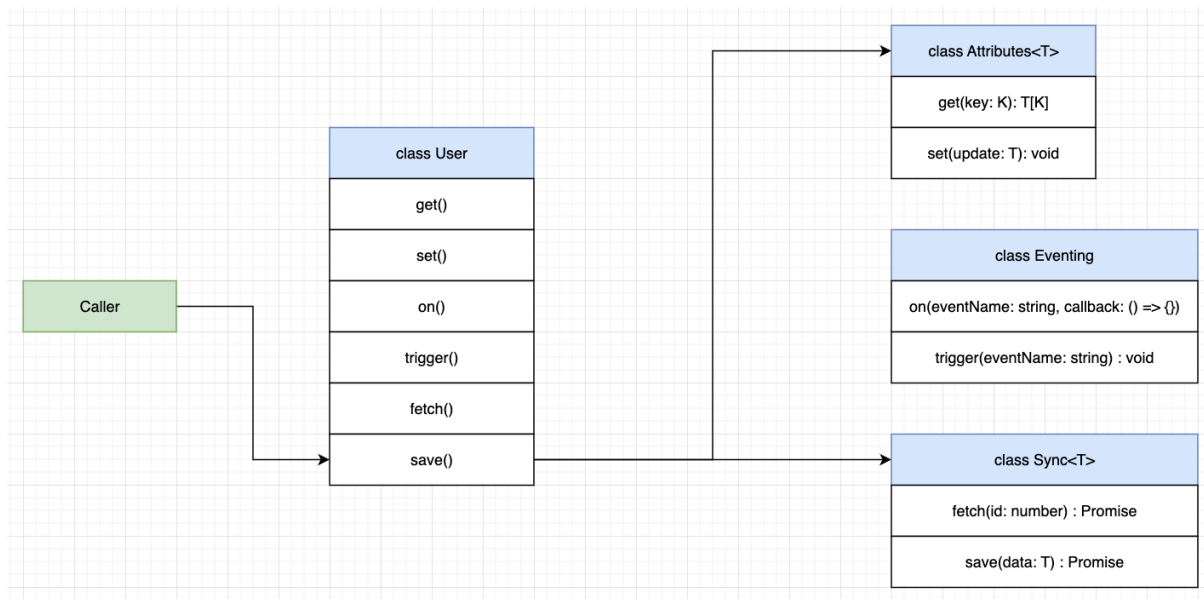 class Attributes<T>
get(key: K): T[K]
set(update: T): void
class User
get()
set()
on()
trigger()
fetch()
save()
Caller
class Eventing
on(eventName: string, callback: () => {})
trigger(eventName: string) : void
class Sync<T>
fetch(id: number) : Promise
save(data: T) : Promise